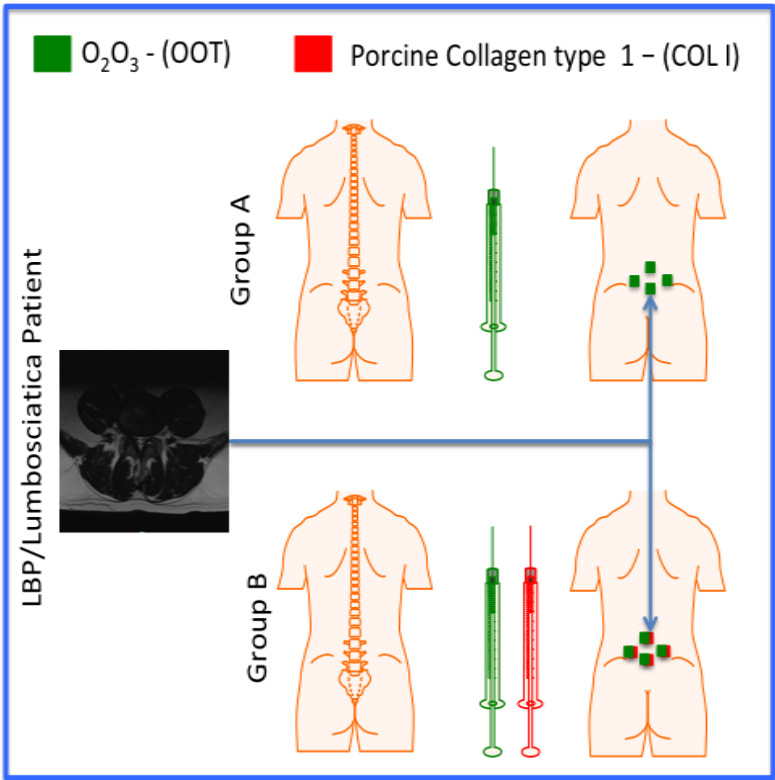 O₂O₃ - (OOT)
Porcine Collagen type 1 – (COL I)
Group A
LBP/Lumbosciatica Patient
Group B